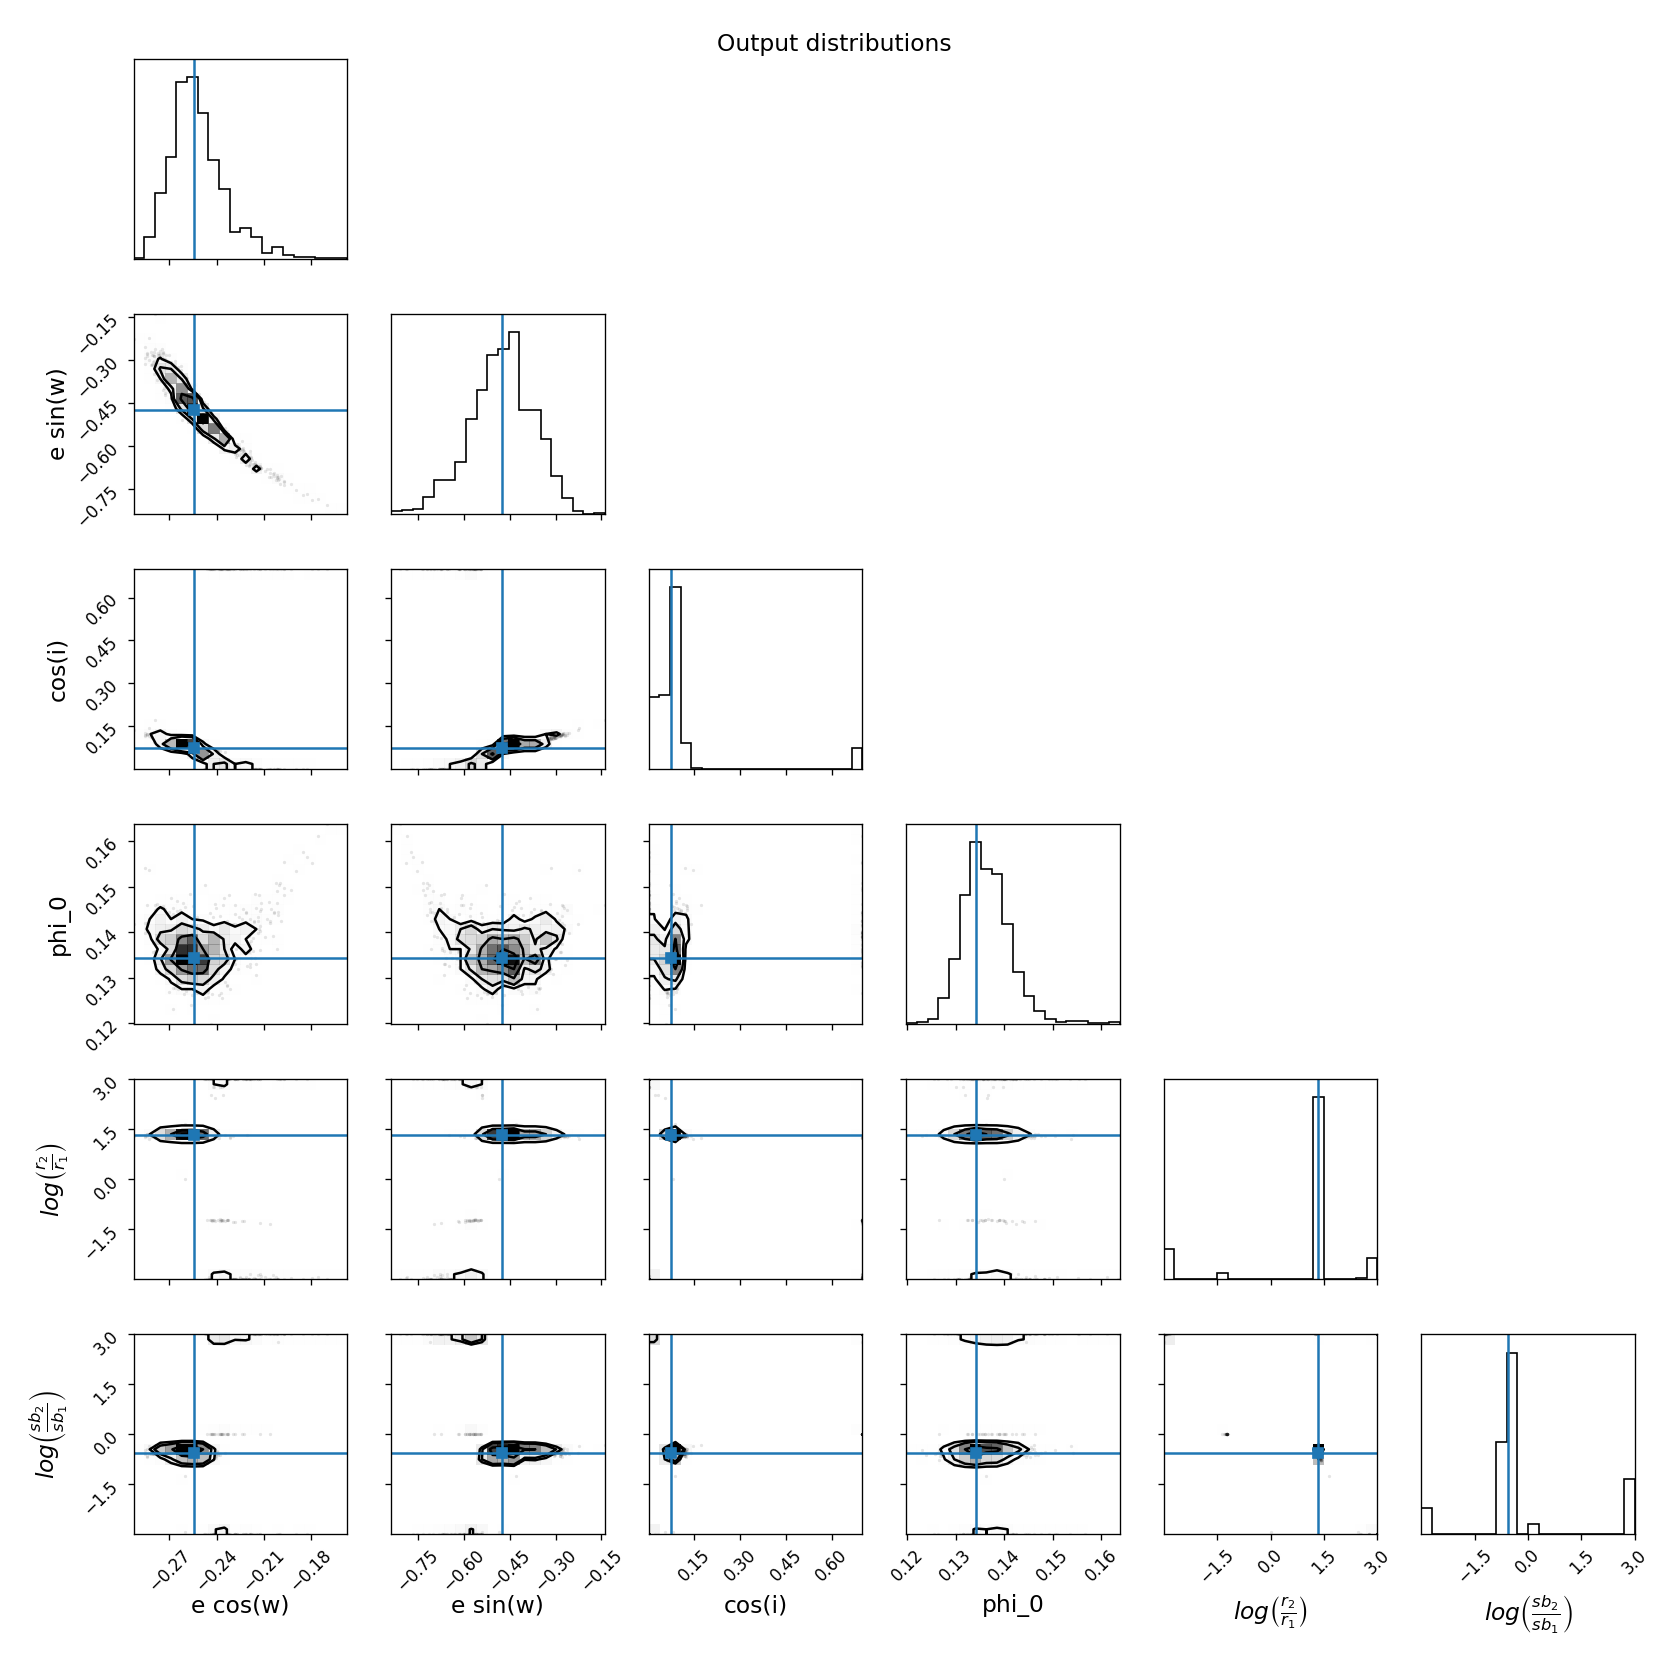 Output distributions
e sin(w)
−0.15
−0.30
−0.45
−0.60
−0.75
cos(i)
0.60
0.45
0.30
0.15
phi_0
0.16
0.15
0.14
0.13
0.12
log(r₂/r₁)
3.0
1.5
0.0
−1.5
log(sb₂/sb₁)
3.0
1.5
0.0
−1.5
−0.27 −0.24 −0.21 −0.18
−0.75 −0.60 −0.45 −0.30 −0.15
0.15 0.30 0.45 0.60
0.12 0.13 0.14 0.15 0.16
−1.5 0.0 1.5 3.0
−1.5 0.0 1.5 3.0
e cos(w)
e sin(w)
cos(i)
phi_0
log(r₂/r₁)
log(sb₂/sb₁)